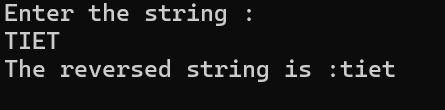 Enter the string :
TIET
The reversed string is :tiet